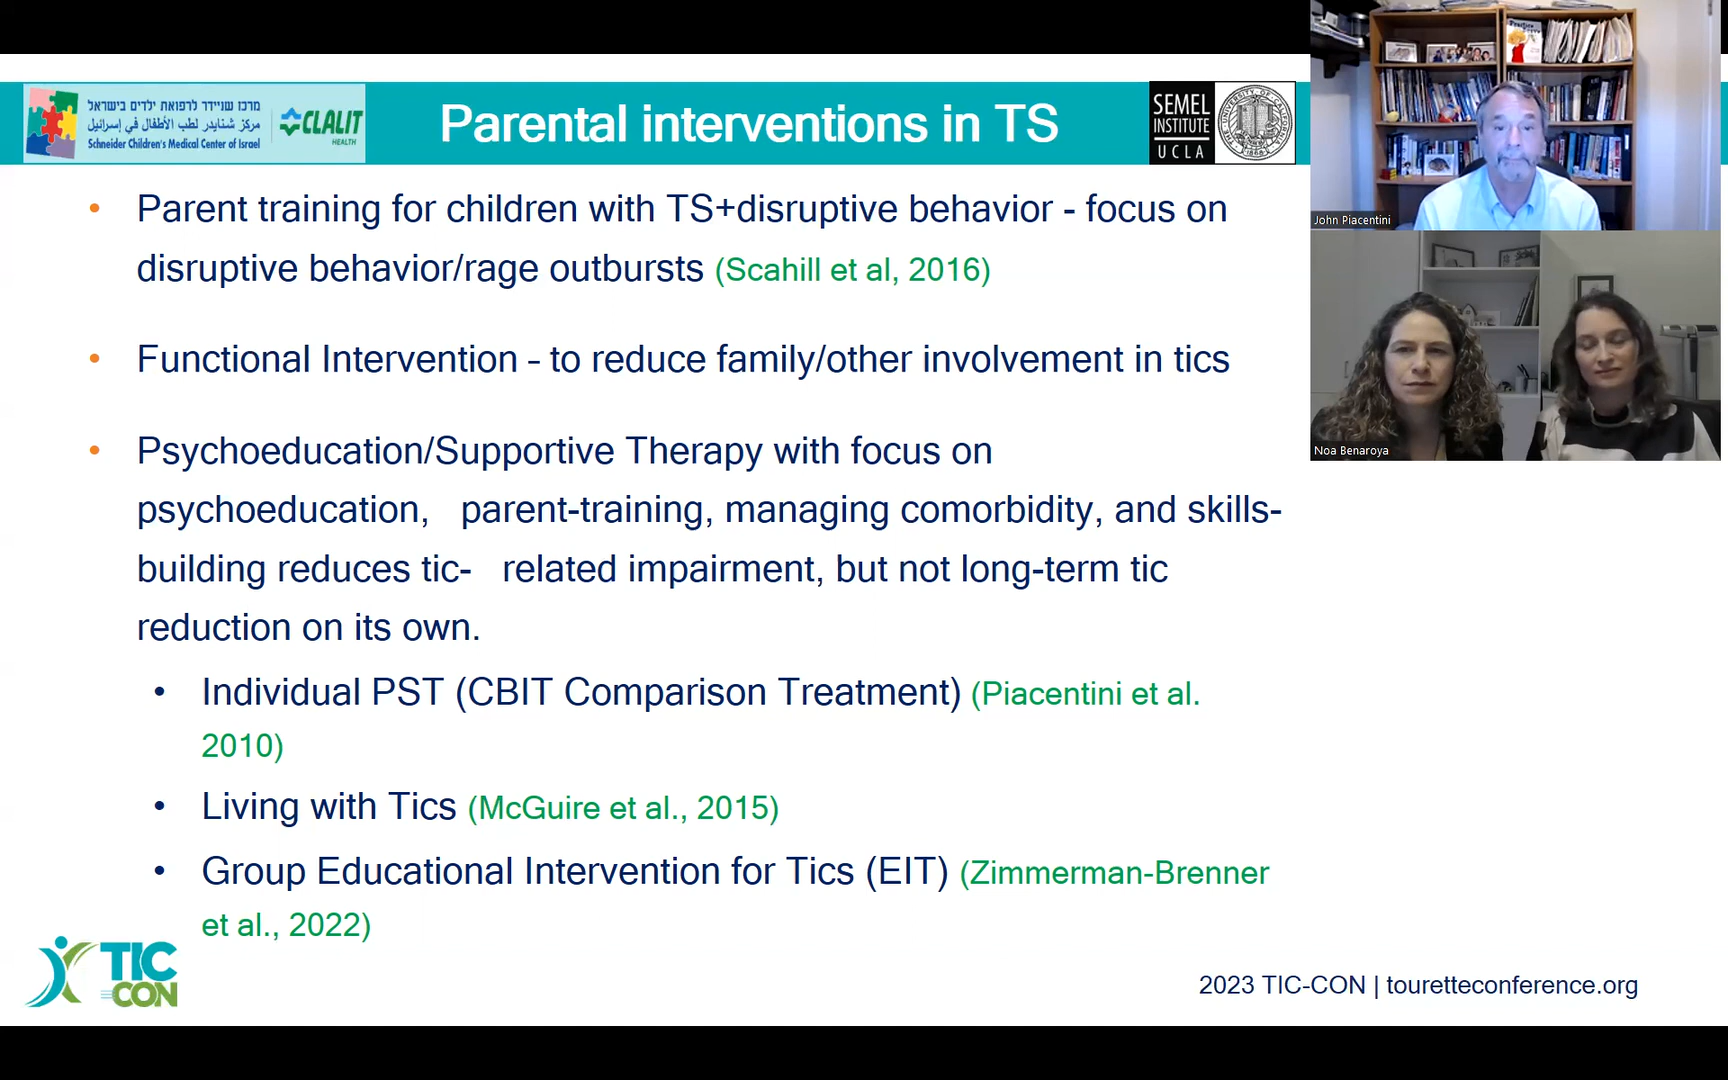 מרכז שניידר לרפואת ילדים בישראל
مركز شنايدر لطب الأطفال في إسرائيل
Schneider Children's Medical Center of Israel
CLALIT
HEALTH
Parental interventions in TS
SEMEL
INSTITUTE
UCLA
• Parent training for children with TS+disruptive behavior - focus on
disruptive behavior/rage outbursts (Scahill et al, 2016)
• Functional Intervention – to reduce family/other involvement in tics
• Psychoeducation/Supportive Therapy with focus on
psychoeducation, parent-training, managing comorbidity, and skills-
building reduces tic- related impairment, but not long-term tic
reduction on its own.
• Individual PST (CBIT Comparison Treatment) (Piacentini et al.
2010)
• Living with Tics (McGuire et al., 2015)
• Group Educational Intervention for Tics (EIT) (Zimmerman-Brenner
et al., 2022)
TIC
CON
2023 TIC-CON | touretteconference.org
John Piacentini
Noa Benaroya